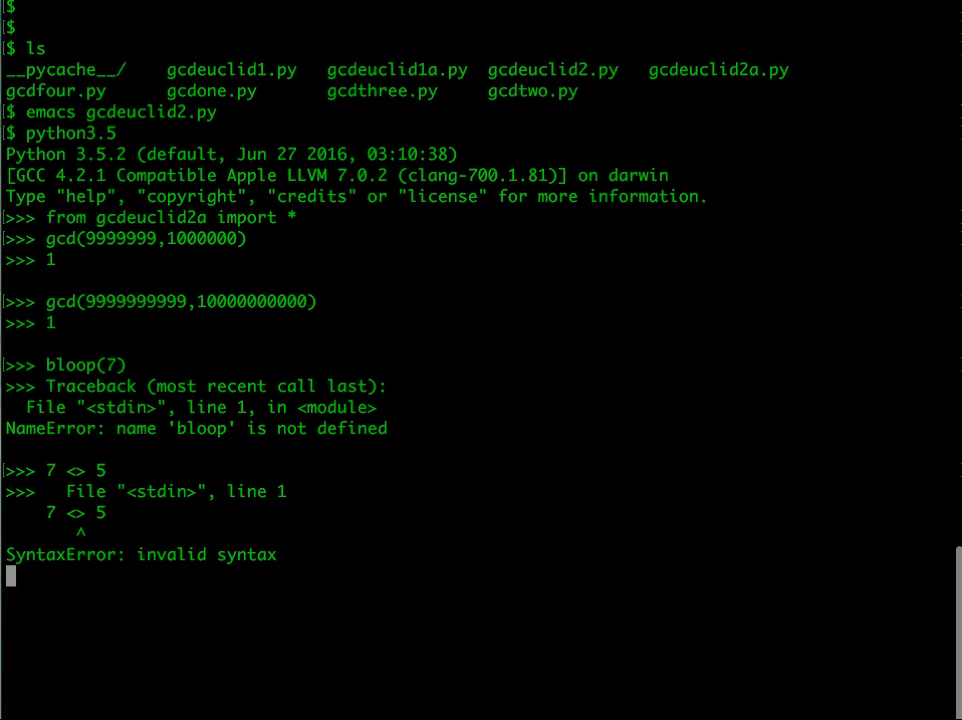 [$
[$
[$ ls
__pycache__/    gcdeuclid1.py   gcdeuclid1a.py  gcdeuclid2.py   gcdeuclid2a.py
gcdfour.py      gcdone.py       gcdthree.py     gcdtwo.py
[$ emacs gcdeuclid2.py
[$ python3.5
Python 3.5.2 (default, Jun 27 2016, 03:10:38)
[GCC 4.2.1 Compatible Apple LLVM 7.0.2 (clang-700.1.81)] on darwin
Type "help", "copyright", "credits" or "license" for more information.
[>>> from gcdeuclid2a import *
[>>> gcd(9999999,1000000)
>>> 1
[>>> gcd(9999999999,10000000000)
>>> 1
[>>> bloop(7)
>>> Traceback (most recent call last):
  File "<stdin>", line 1, in <module>
NameError: name 'bloop' is not defined
[>>> 7 <> 5
>>>   File "<stdin>", line 1
    7 <> 5
       ^
SyntaxError: invalid syntax